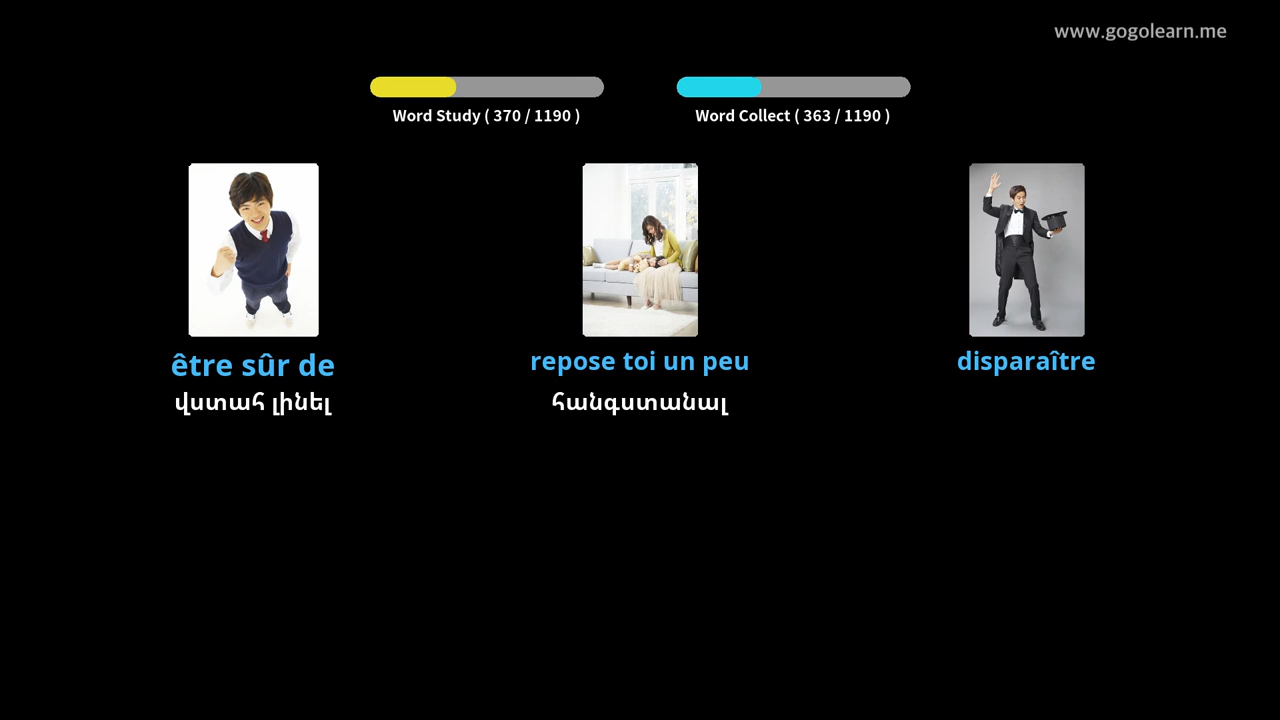 www.gogolearn.me
Word Study ( 370 / 1190 )
Word Collect ( 363 / 1190 )
être sûr de
repose toi un peu
disparaître
վստահ լինել
հանգստանալ